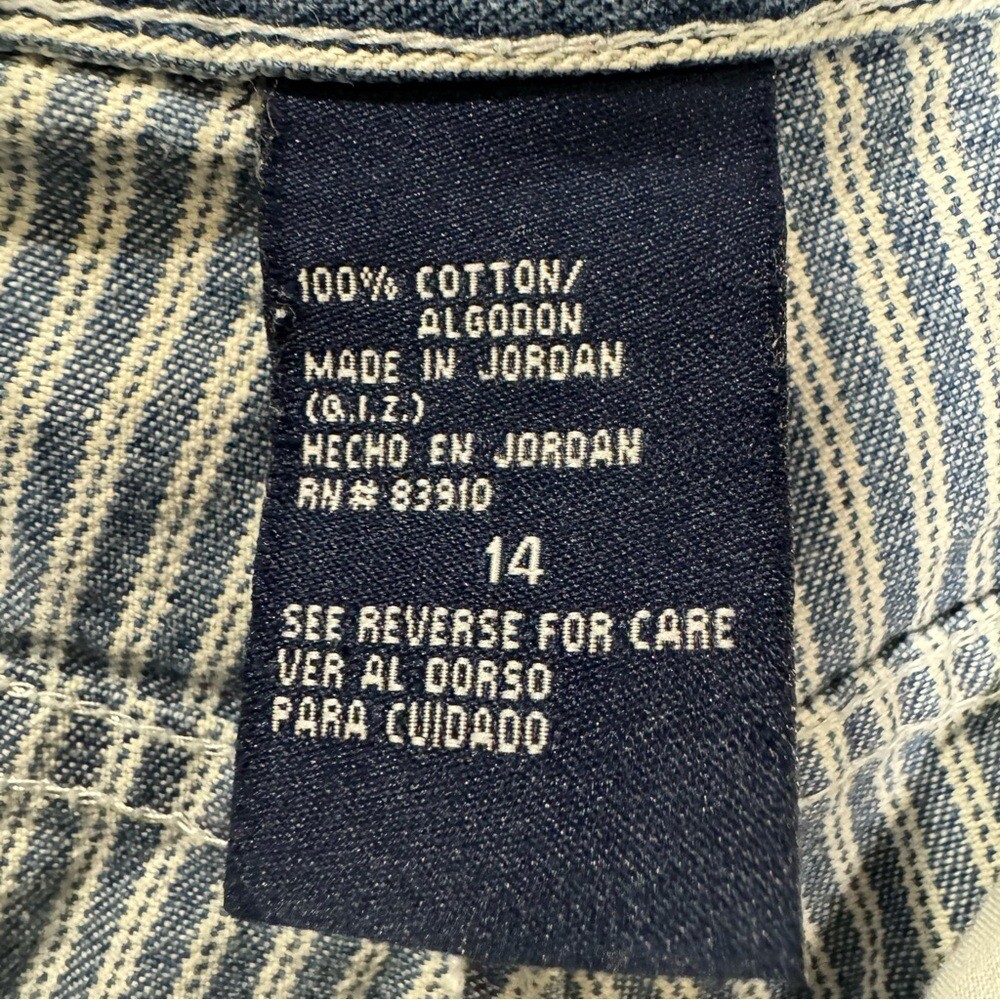 100% COTTON/
ALGODON
MADE IN JORDAN
(Q.I.Z.)
HECHO EN JORDAN
RN# 83910
14
SEE REVERSE FOR CARE
VER AL DORSO
PARA CUIDADO